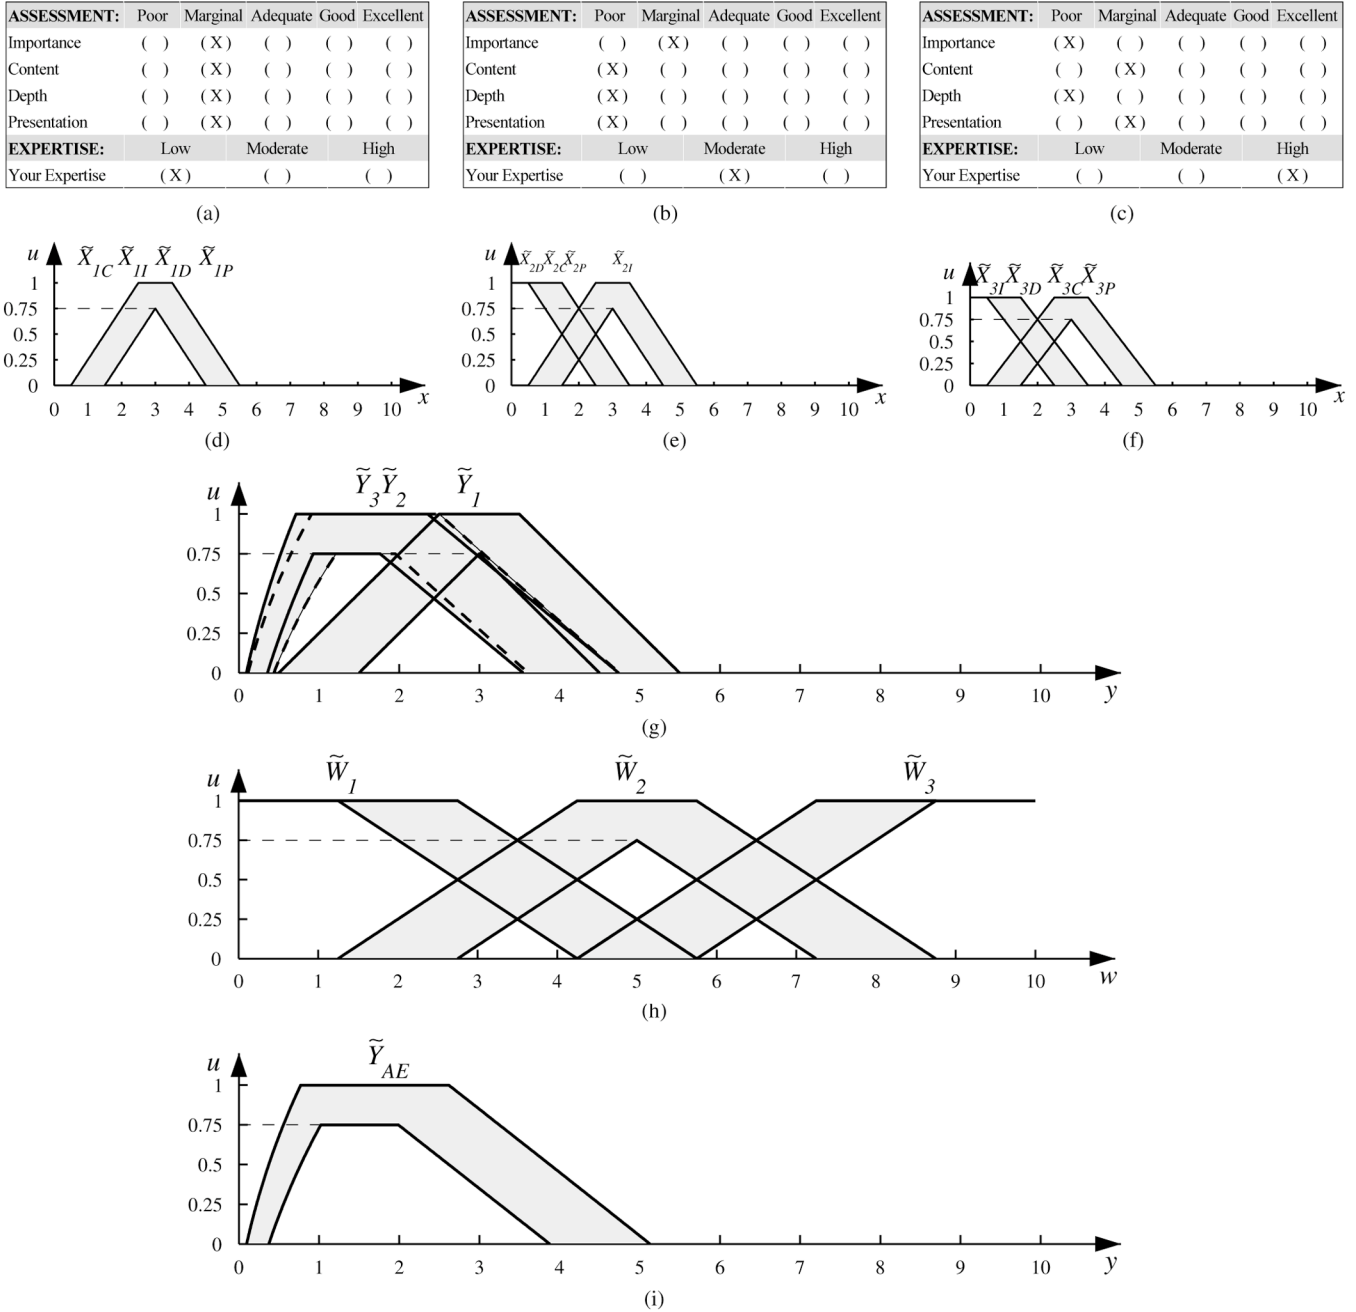 ASSESSMENT: Poor Marginal Adequate Good Excellent
Importance ( ) (X) ( ) ( ) ( )
Content ( ) (X) ( ) ( ) ( )
Depth ( ) (X) ( ) ( ) ( )
Presentation ( ) (X) ( ) ( ) ( )
EXPERTISE: Low Moderate High
Your Expertise (X) ( ) ( )
(a)
ASSESSMENT: Poor Marginal Adequate Good Excellent
Importance ( ) (X) ( ) ( ) ( )
Content (X) ( ) ( ) ( ) ( )
Depth (X) ( ) ( ) ( ) ( )
Presentation (X) ( ) ( ) ( ) ( )
EXPERTISE: Low Moderate High
Your Expertise ( ) (X) ( )
(b)
ASSESSMENT: Poor Marginal Adequate Good Excellent
Importance (X) ( ) ( ) ( ) ( )
Content ( ) (X) ( ) ( ) ( )
Depth (X) ( ) ( ) ( ) ( )
Presentation ( ) (X) ( ) ( ) ( )
EXPERTISE: Low Moderate High
Your Expertise ( ) ( ) (X)
(c)
u X̃1C X̃1I X̃1D X̃1P
1
0.75
0.5
0.25
0
0 1 2 3 4 5 6 7 8 9 10 x
(d)
u X̃2D X̃2C X̃2P X̃2I
1
0.75
0.5
0.25
0
0 1 2 3 4 5 6 7 8 9 10 x
(e)
u X̃3I X̃3D X̃3C X̃3P
1
0.75
0.5
0.25
0
0 1 2 3 4 5 6 7 8 9 10 x
(f)
u Ỹ3 Ỹ2 Ỹ1
1
0.75
0.5
0.25
0
0 1 2 3 4 5 6 7 8 9 10 y
(g)
u W̃1 W̃2 W̃3
1
0.75
0.5
0.25
0
0 1 2 3 4 5 6 7 8 9 10 w
(h)
u ỸAE
1
0.75
0.5
0.25
0
0 1 2 3 4 5 6 7 8 9 10 y
(i)